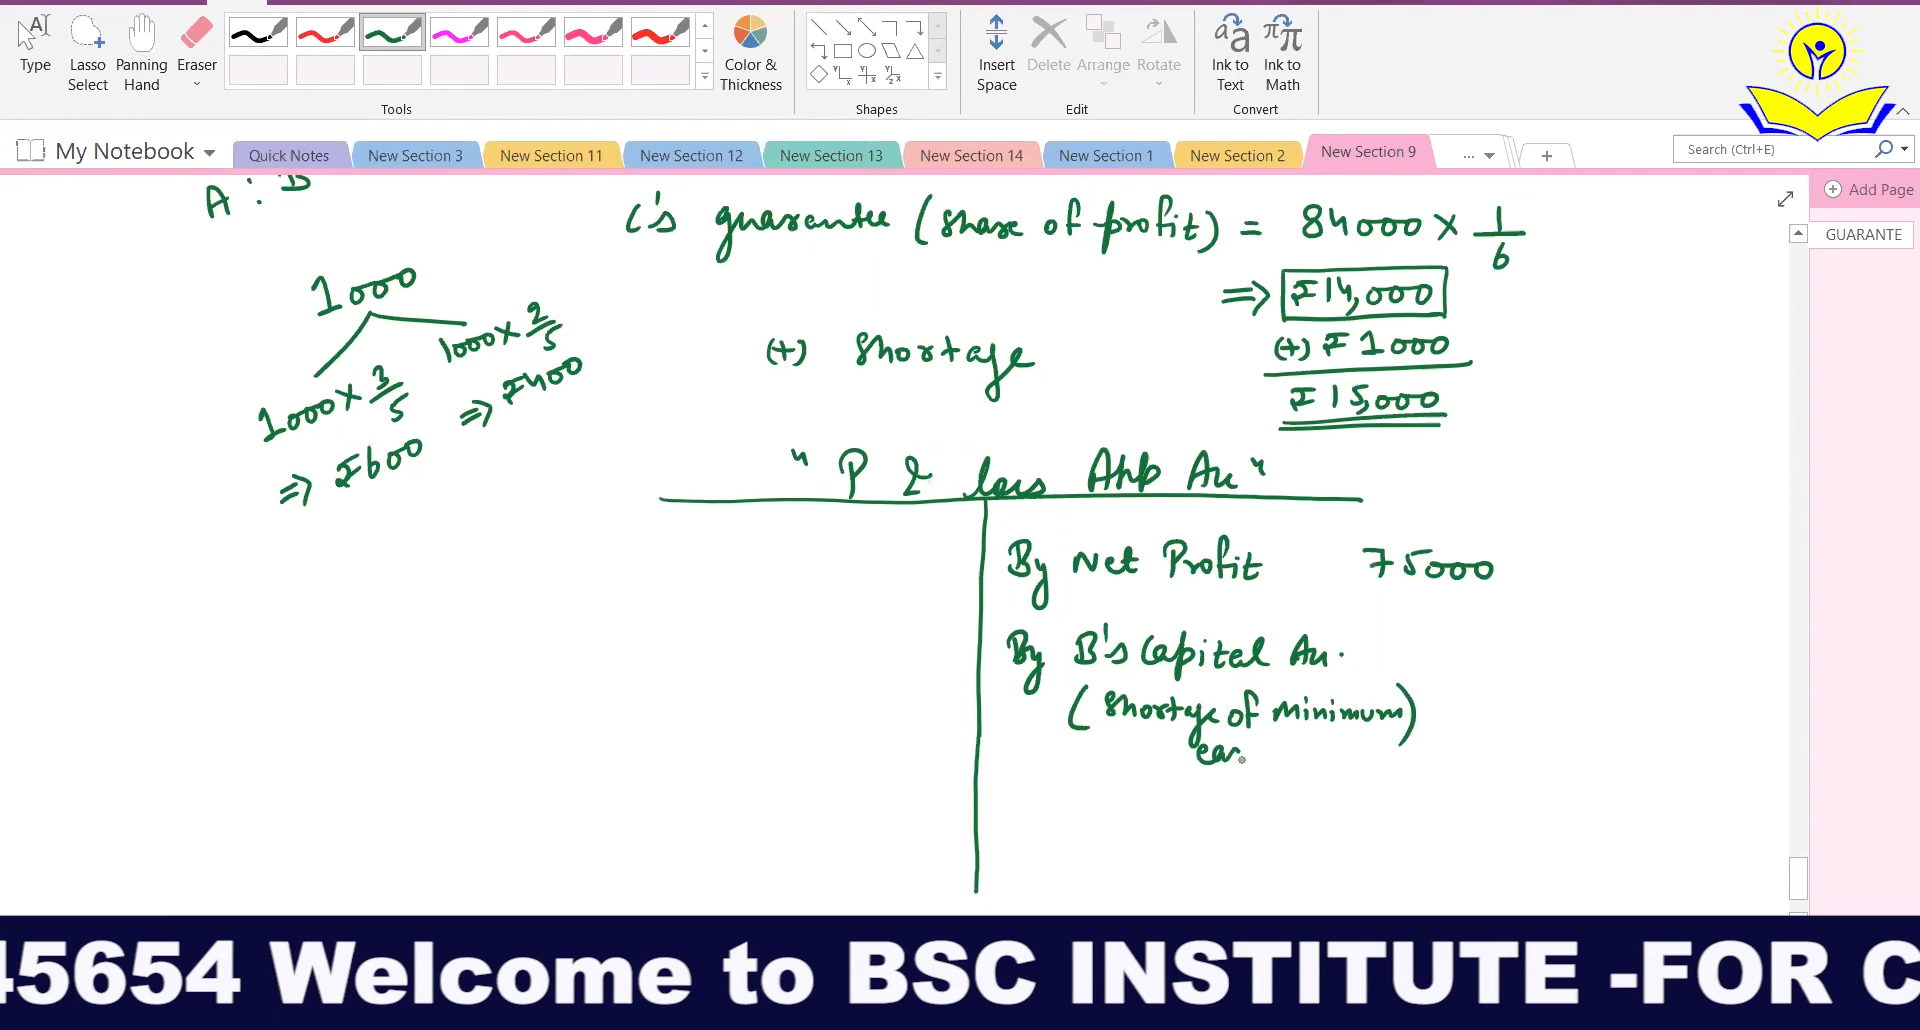 Type
Lasso Select
Panning Hand
Eraser
Color & Thickness
Insert Space
Delete
Arrange
Rotate
Ink to Text
Ink to Math
Tools
Shapes
Edit
Convert
My Notebook
Quick Notes
New Section 3
New Section 11
New Section 12
New Section 13
New Section 14
New Section 1
New Section 2
New Section 9
...
Search (Ctrl+E)
Add Page
GUARANTE
A : B
C's guarantee (share of profit) = 84000 × 1/6
⇒ ₹14,000
(+) shortage (+) ₹1000
₹15,000
1000
1000 × 3/5
⇒ ₹600
1000 × 2/5
⇒ ₹400
" P & loss App A/c "
By Net Profit 75000
By B's Capital A/c.
(shortage of minimum)
ear
45654 Welcome to BSC INSTITUTE -FOR C